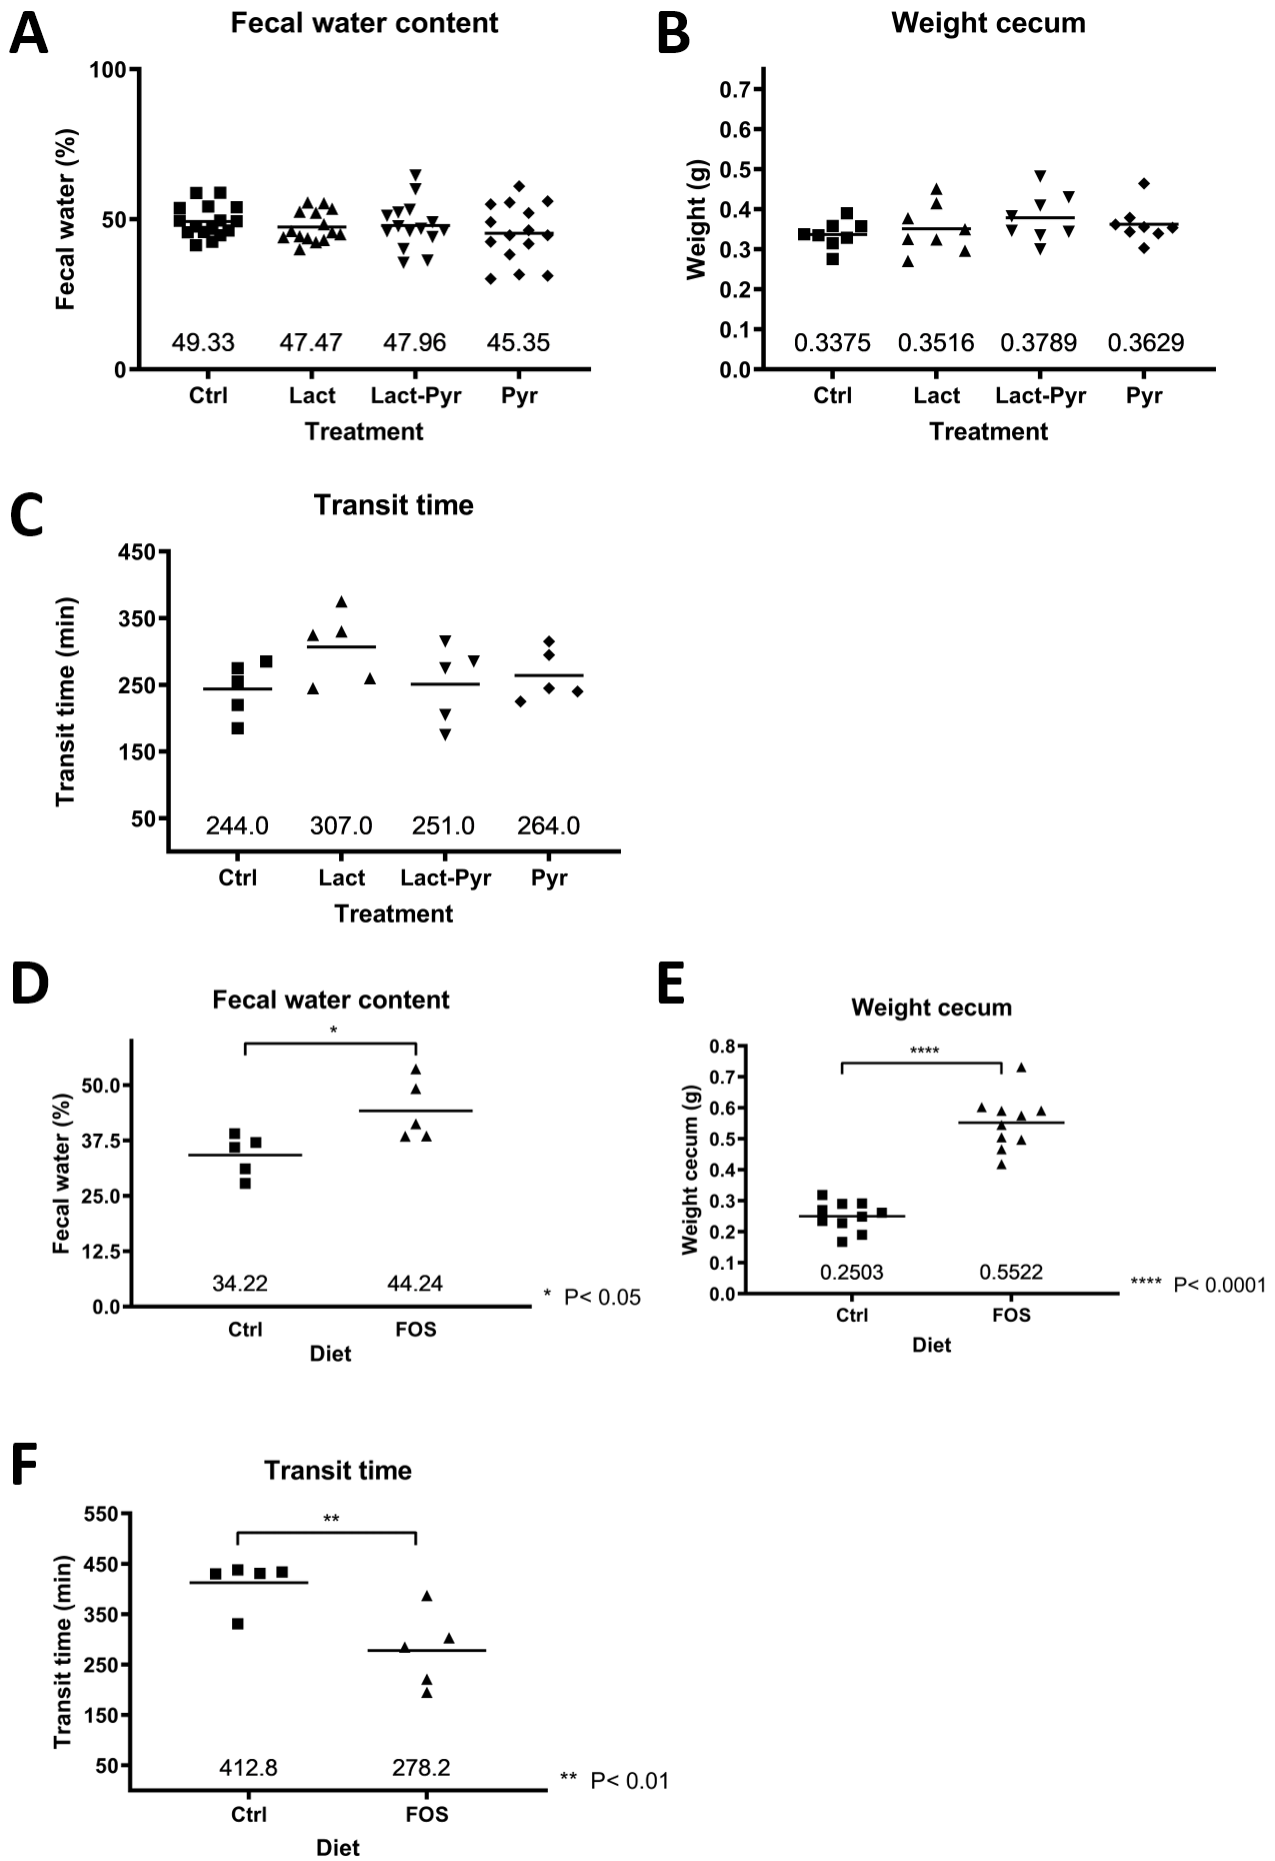 A
Fecal water content
Fecal water (%)
100
50
0
49.33 47.47 47.96 45.35
Ctrl Lact Lact-Pyr Pyr
Treatment
B
Weight cecum
Weight (g)
0.7
0.6
0.5
0.4
0.3
0.2
0.1
0.0
0.3375 0.3516 0.3789 0.3629
Ctrl Lact Lact-Pyr Pyr
Treatment
C
Transit time
Transit time (min)
450
350
250
150
50
244.0 307.0 251.0 264.0
Ctrl Lact Lact-Pyr Pyr
Treatment
D
Fecal water content
*
Fecal water (%)
50.0
37.5
25.0
12.5
0.0
34.22 44.24
* P< 0.05
Ctrl FOS
Diet
E
Weight cecum
****
Weight cecum (g)
0.8
0.7
0.6
0.5
0.4
0.3
0.2
0.1
0.0
0.2503 0.5522
**** P< 0.0001
Ctrl FOS
Diet
F
Transit time
**
Transit time (min)
550
450
350
250
150
50
412.8 278.2
** P< 0.01
Ctrl FOS
Diet